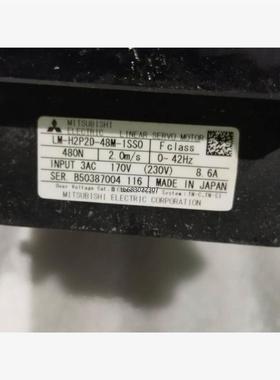 MITSUBISHI
ELECTRIC LINEAR SERVO MOTOR
LM-H2P2D-48M-1SS0 F class
480N 2.0m/s 0~42Hz
INPUT 3AC 170V (230V) 8.6A
SER. B50387004 116 MADE IN JAPAN
MITSUBISHI ELECTRIC CORPORATION